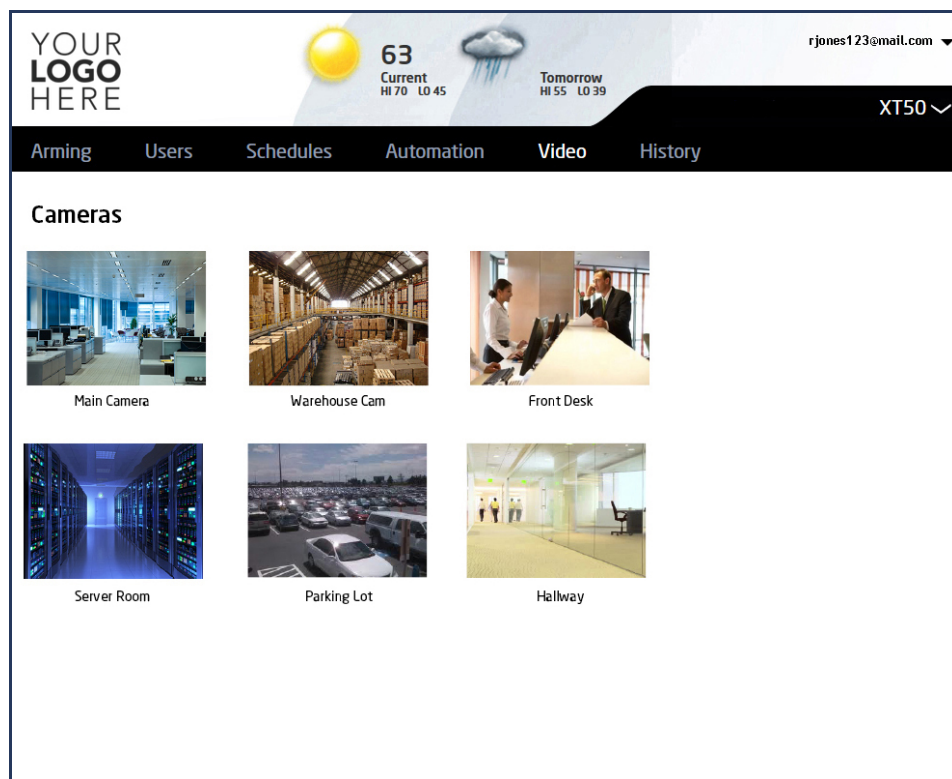 YOUR
LOGO
HERE
63
Current
HI 70 LO 45
Tomorrow
HI 55 LO 39
rjones123@mail.com
XT50
Arming Users Schedules Automation Video History
Cameras
Main Camera Warehouse Cam Front Desk
Server Room Parking Lot Hallway